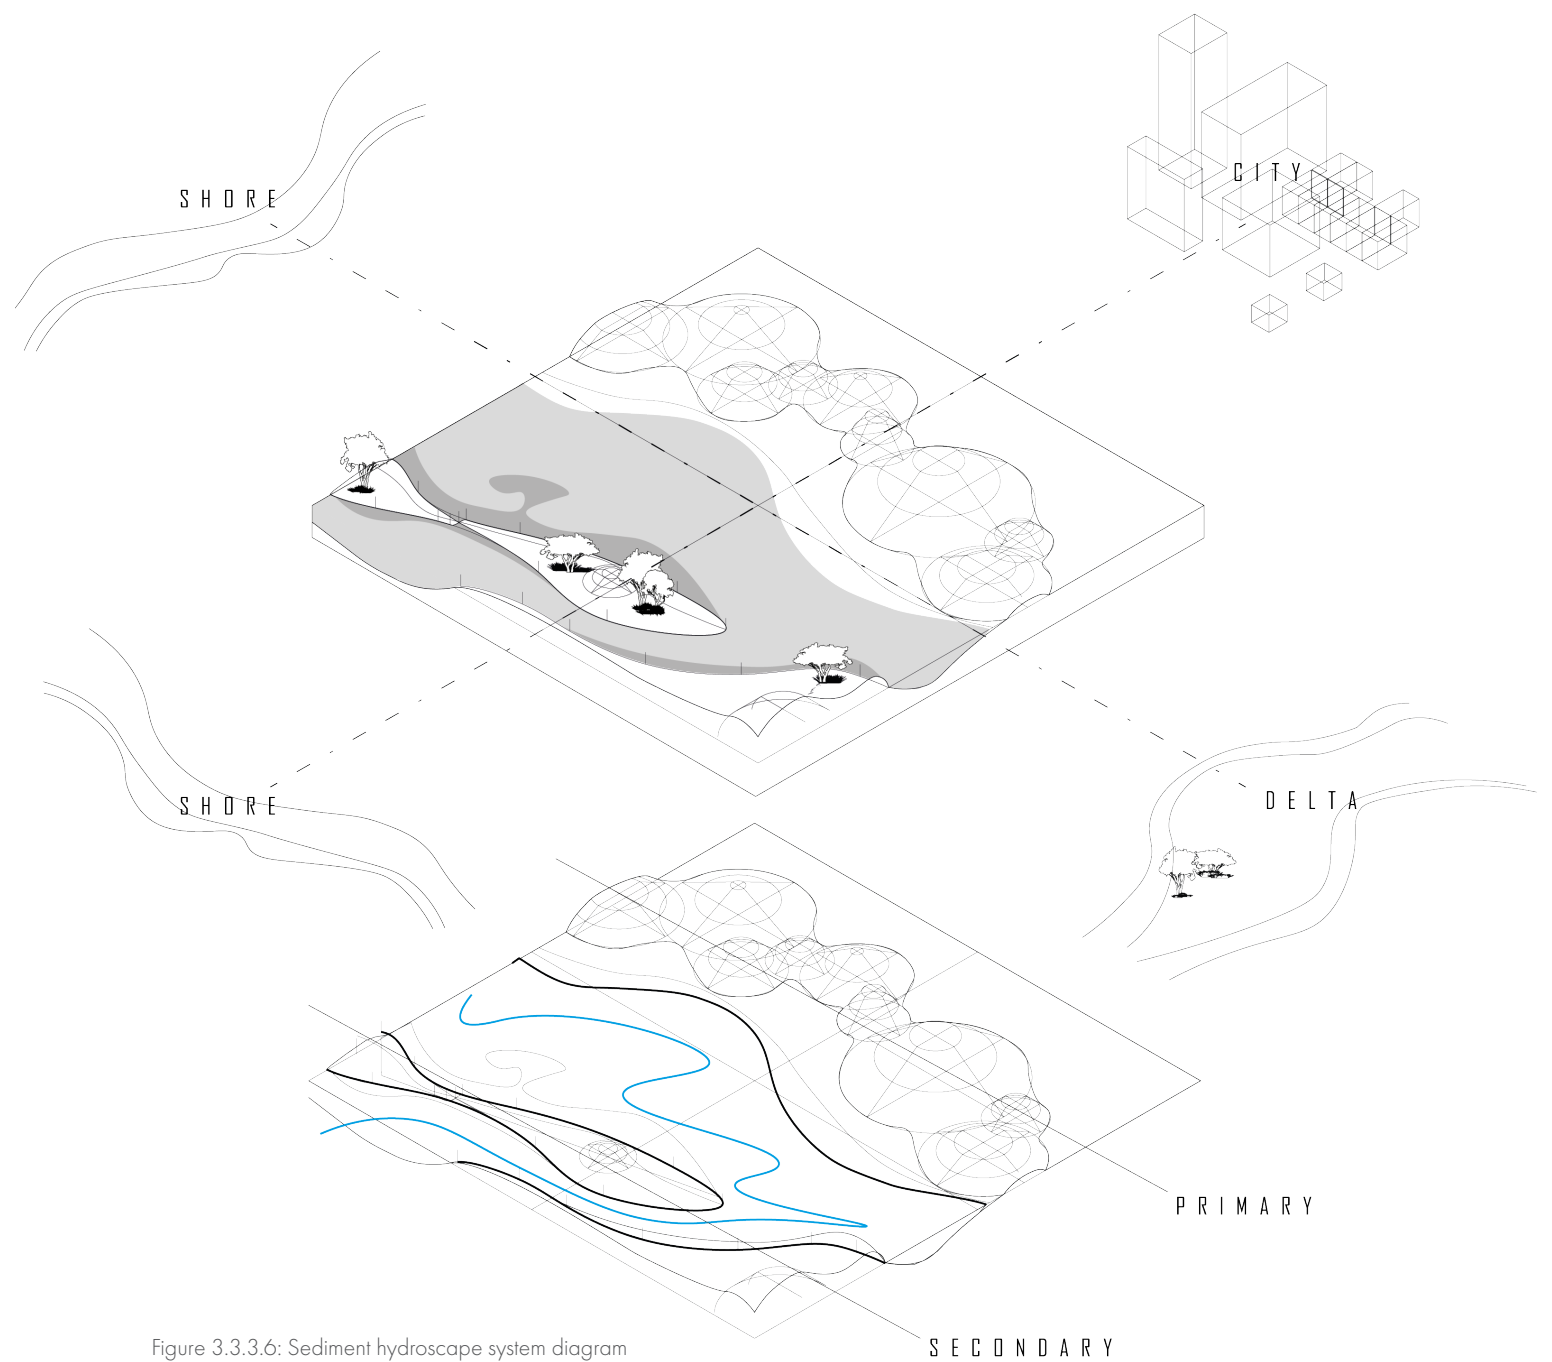 SHORE
CITY
SHORE
DELTA
PRIMARY
SECONDARY
Figure 3.3.3.6: Sediment hydroscape system diagram